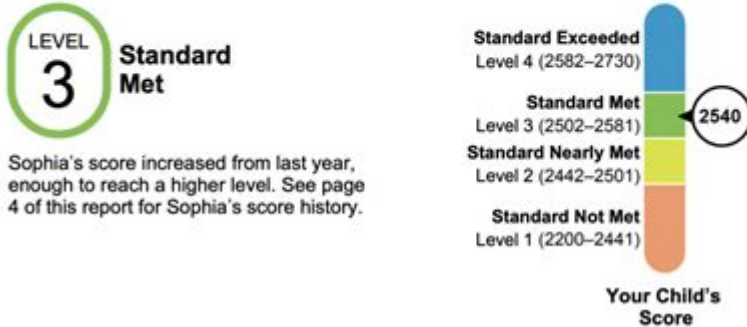 LEVEL
3
Standard
Met
Sophia’s score increased from last year,
enough to reach a higher level. See page
4 of this report for Sophia’s score history.
Standard Exceeded
Level 4 (2582–2730)
Standard Met
Level 3 (2502–2581)
Standard Nearly Met
Level 2 (2442–2501)
Standard Not Met
Level 1 (2200–2441)
2540
Your Child’s
Score